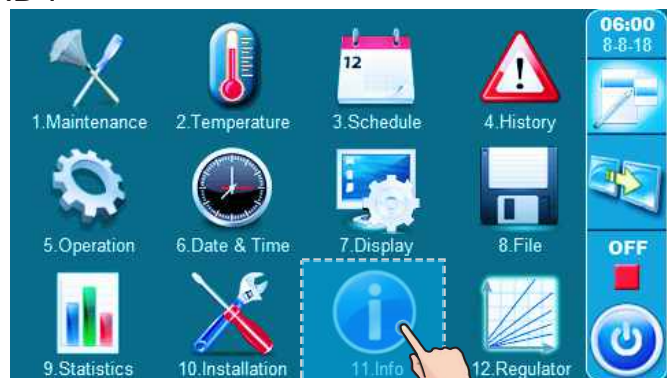 06:00
8-8-18
12
1.Maintenance 2.Temperature 3.Schedule 4.History
5.Operation 6.Date & Time 7.Display 8.File
OFF
9.Statistics 10.Installation 11.Info 12.Regulator